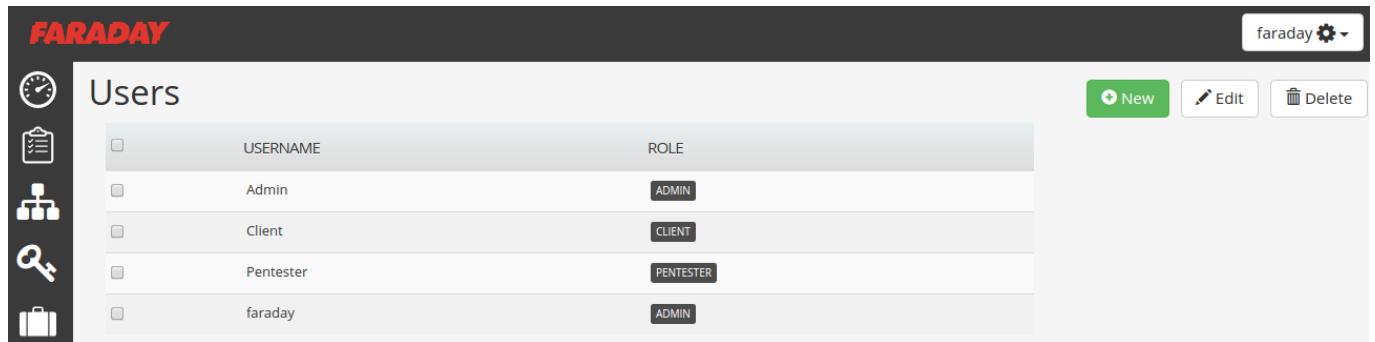 FARADAY
faraday
Users
New Edit Delete
USERNAME ROLE
Admin ADMIN
Client CLIENT
Pentester PENTESTER
faraday ADMIN